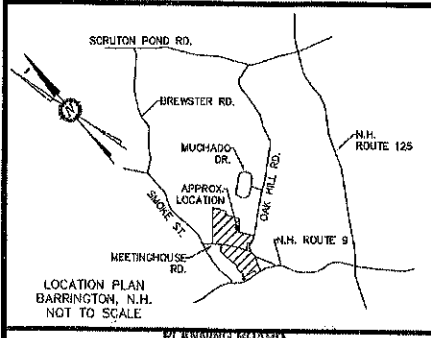 SCRUTON POND RD.
BREWSTER RD.
N
MUCHADO
DR.
N.H.
ROUTE 125
OAK HILL RD.
APPROX.
LOCATION
SMOKE ST.
MEETINGHOUSE
RD.
N.H. ROUTE 9
LOCATION PLAN
BARRINGTON, N.H.
NOT TO SCALE